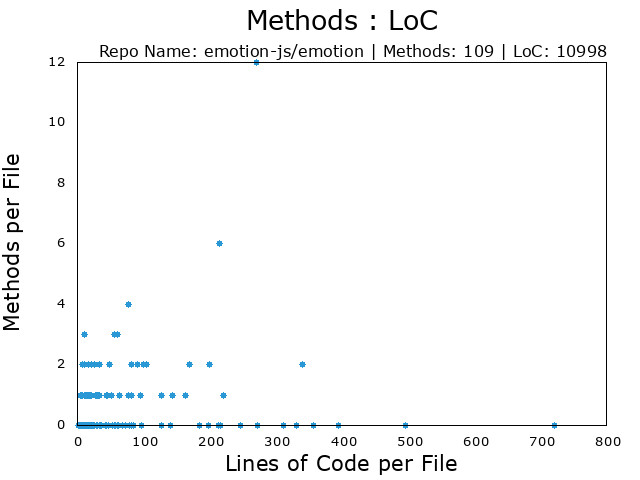 Methods : LoC
Repo Name: emotion-js/emotion | Methods: 109 | LoC: 10998
12
10
8
6
4
2
0
Methods per File
0 100 200 300 400 500 600 700 800
Lines of Code per File